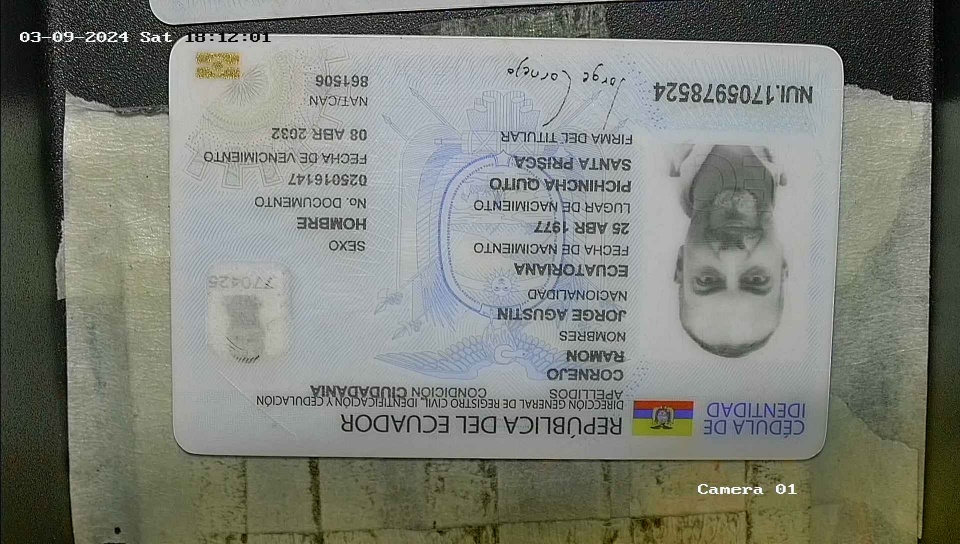 03-09-2024 Sat 18:12:01
CÉDULA DE IDENTIDAD
REPÚBLICA DEL ECUADOR
DIRECCIÓN GENERAL DE REGISTRO CIVIL, IDENTIFICACIÓN Y CEDULACIÓN
APELLIDOS
CORNEJO
RAMON
CONDICIÓN CIUDADANÍA
NOMBRES
JORGE AGUSTIN
NACIONALIDAD
ECUATORIANA
FECHA DE NACIMIENTO
25 ABR 1977
LUGAR DE NACIMIENTO
PICHINCHA QUITO
SANTA PRISCA
FIRMA DEL TITULAR
Jorge Cornejo
SEXO
HOMBRE
No. DOCUMENTO
025016147
FECHA DE VENCIMIENTO
08 ABR 2032
NAT/CAN
861506
NUI.1705978524
770425
Camera 01